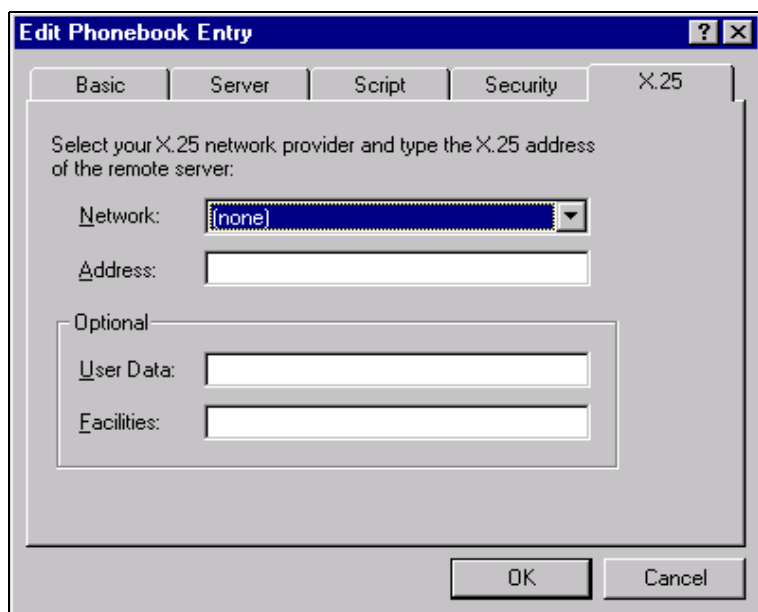 Edit Phonebook Entry
Basic Server Script Security X.25
Select your X.25 network provider and type the X.25 address
of the remote server:
Network: (none)
Address:
Optional
User Data:
Facilities:
OK Cancel